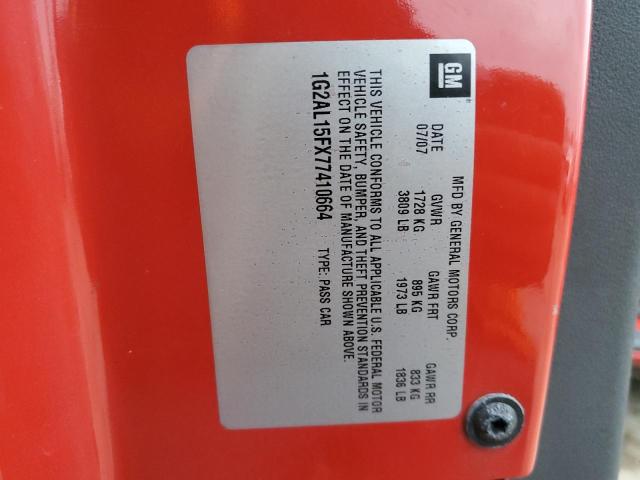 GM
MFD BY GENERAL MOTORS CORP.
DATE GVWR GAWR FRT GAWR RR
07/07 1728 KG 895 KG 833 KG
3809 LB 1973 LB 1836 LB
THIS VEHICLE CONFORMS TO ALL APPLICABLE U.S. FEDERAL MOTOR
VEHICLE SAFETY, BUMPER, AND THEFT PREVENTION STANDARDS IN
EFFECT ON THE DATE OF MANUFACTURE SHOWN ABOVE.
1G2AL15FX77410664 TYPE: PASS CAR